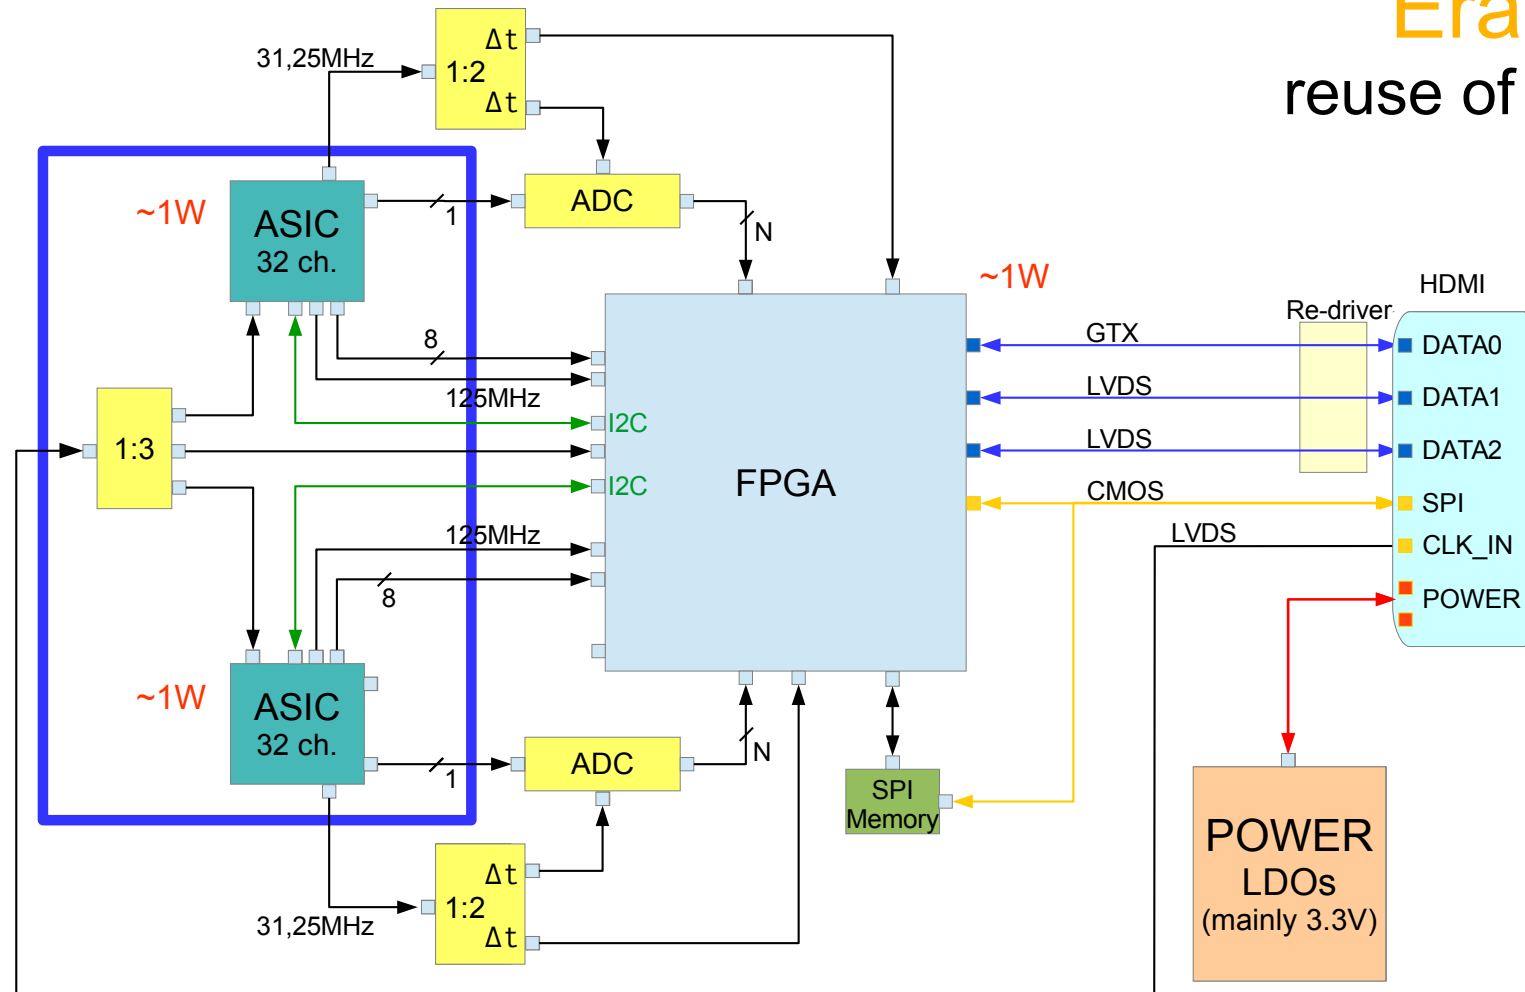 Era
reuse of
31,25MHz
Δt
1:2
Δt
~1W
ASIC
32 ch.
1
ADC
N
~1W
HDMI
Re-driver
8
GTX
DATA0
125MHz
LVDS
DATA1
I2C
1:3
LVDS
DATA2
FPGA
I2C
CMOS
SPI
125MHz
LVDS
CLK_IN
8
POWER
~1W
ASIC
32 ch.
1
ADC
N
SPI
Memory
POWER
LDOs
(mainly 3.3V)
Δt
1:2
Δt
31,25MHz